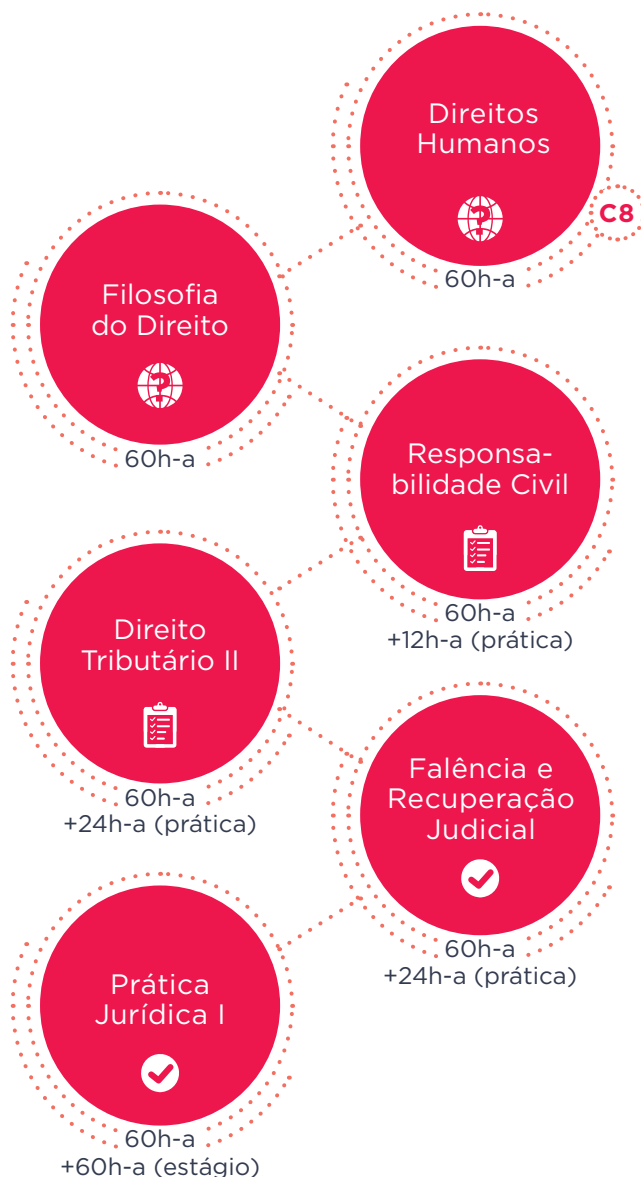 Direitos
Humanos
C8
60h-a
Filosofia
do Direito
60h-a
Responsa-
bilidade Civil
60h-a
+12h-a (prática)
Direito
Tributário II
60h-a
+24h-a (prática)
Falência e
Recuperação
Judicial
60h-a
+24h-a (prática)
Prática
Jurídica I
60h-a
+60h-a (estágio)